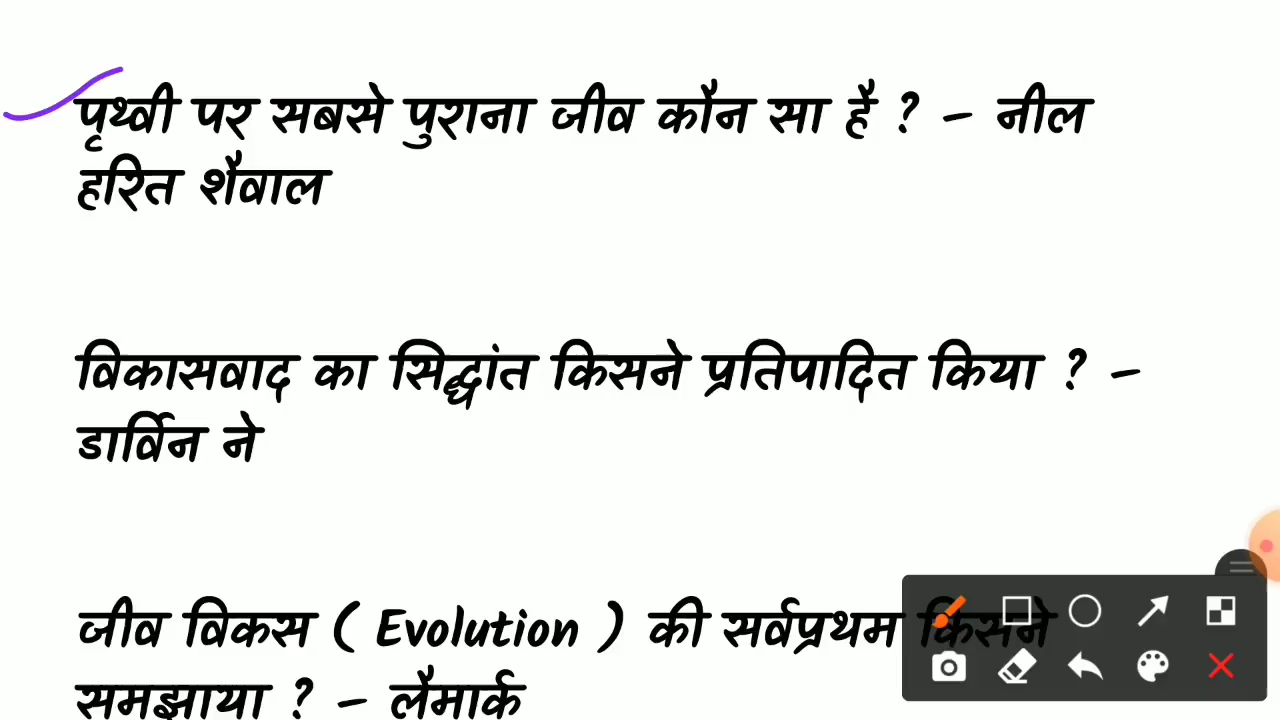 पृथ्वी पर सबसे पुराना जीव कौन सा है ? – नील
हरित शैवाल
विकासवाद का सिद्धांत किसने प्रतिपादित किया ? –
डार्विन ने
जीव विकस ( Evolution ) की सर्वप्रथम किसने
समझाया ? – लैमार्क